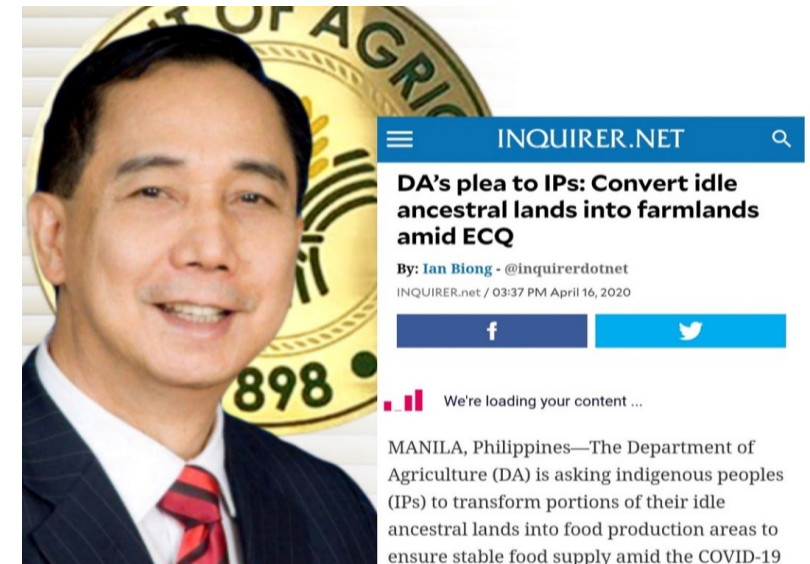 OF AGRI
898
INQUIRER.NET
DA’s plea to IPs: Convert idle
ancestral lands into farmlands
amid ECQ
By: Ian Biong - @inquirerdotnet
INQUIRER.net / 03:37 PM April 16, 2020
f
We're loading your content ...
MANILA, Philippines—The Department of
Agriculture (DA) is asking indigenous peoples
(IPs) to transform portions of their idle
ancestral lands into food production areas to
ensure stable food supply amid the COVID-19